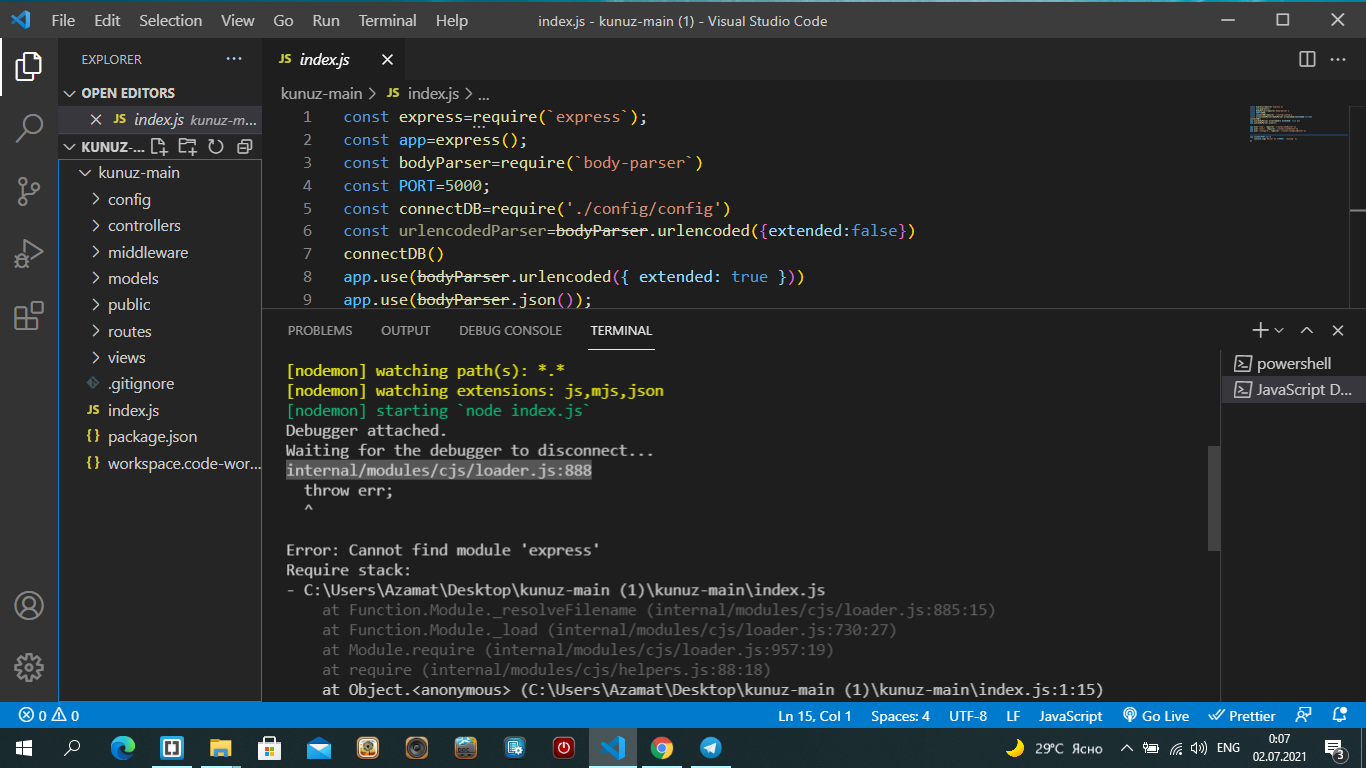 File Edit Selection View Go Run Terminal Help index.js - kunuz-main (1) - Visual Studio Code
EXPLORER
JS index.js
OPEN EDITORS
JS index.js kunuz-m...
KUNUZ-...
kunuz-main
config
controllers
middleware
models
public
routes
views
.gitignore
JS index.js
{} package.json
{} workspace.code-wor...
kunuz-main > JS index.js > ...
1 const express=require(`express`);
2 const app=express();
3 const bodyParser=require(`body-parser`)
4 const PORT=5000;
5 const connectDB=require('./config/config')
6 const urlencodedParser=bodyParser.urlencoded({extended:false})
7 connectDB()
8 app.use(bodyParser.urlencoded({ extended: true }))
9 app.use(bodyParser.json());
PROBLEMS OUTPUT DEBUG CONSOLE TERMINAL
powershell
JavaScript D...
[nodemon] watching path(s): *.*
[nodemon] watching extensions: js,mjs,json
[nodemon] starting `node index.js`
Debugger attached.
Waiting for the debugger to disconnect...
internal/modules/cjs/loader.js:888
throw err;
^
Error: Cannot find module 'express'
Require stack:
- C:\Users\Azamat\Desktop\kunuz-main (1)\kunuz-main\index.js
at Function.Module._resolveFilename (internal/modules/cjs/loader.js:885:15)
at Function.Module._load (internal/modules/cjs/loader.js:730:27)
at Module.require (internal/modules/cjs/loader.js:957:19)
at require (internal/modules/cjs/helpers.js:88:18)
at Object.<anonymous> (C:\Users\Azamat\Desktop\kunuz-main (1)\kunuz-main\index.js:1:15)
0 0 Ln 15, Col 1 Spaces: 4 UTF-8 LF JavaScript Go Live Prettier
29°C Ясно ENG 0:07
02.07.2021 3